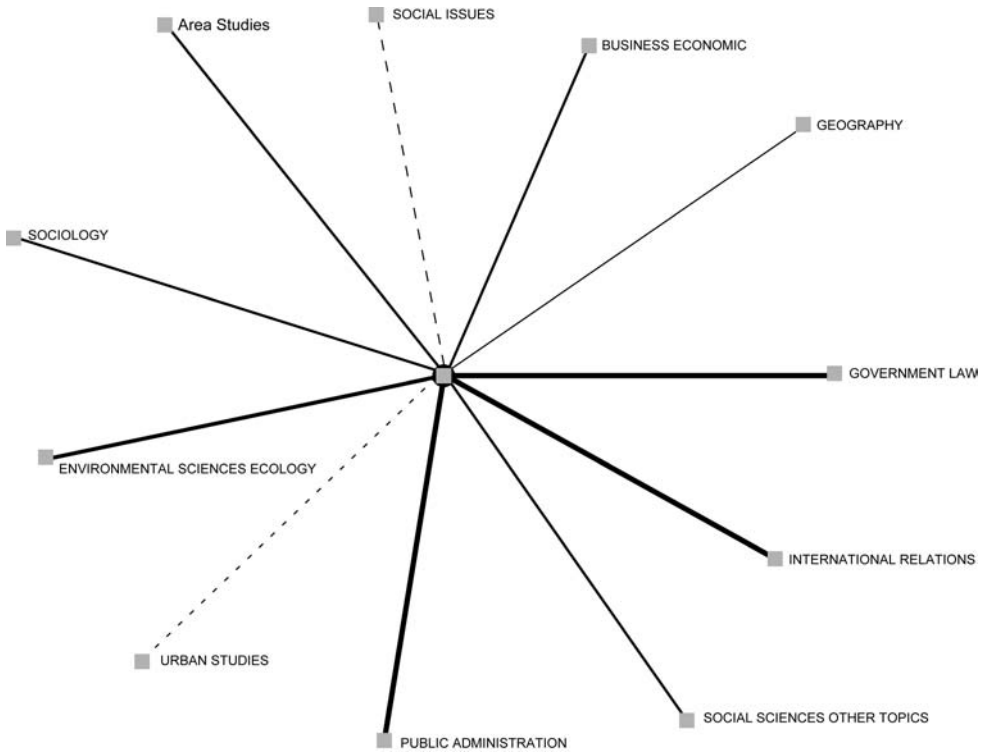 SOCIAL ISSUES
Area Studies
BUSINESS ECONOMIC
GEOGRAPHY
SOCIOLOGY
GOVERNMENT LAW
ENVIRONMENTAL SCIENCES ECOLOGY
INTERNATIONAL RELATIONS
URBAN STUDIES
SOCIAL SCIENCES OTHER TOPICS
PUBLIC ADMINISTRATION